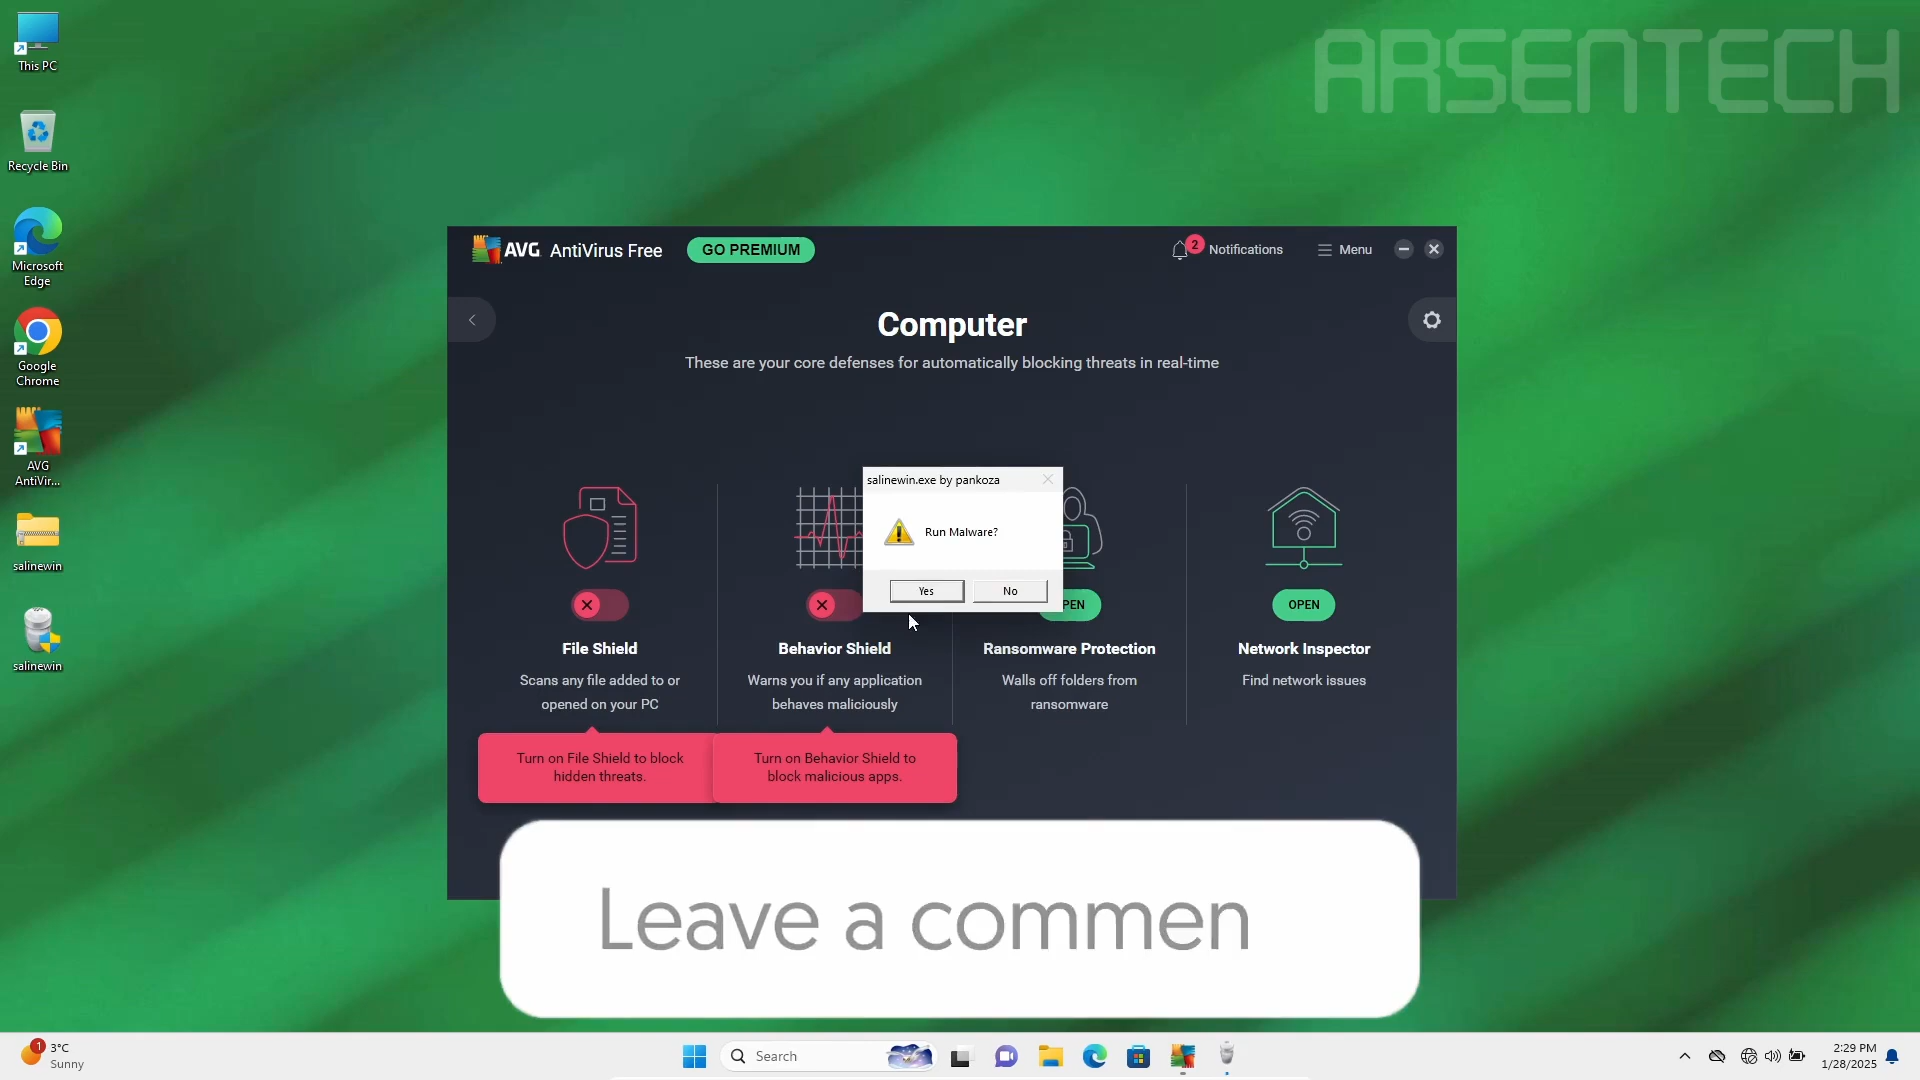 ARSENTECH
This PC
Recycle Bin
Microsoft
Edge
Google
Chrome
AVG
AntiVir...
salinewin
salinewin
AVG AntiVirus Free
GO PREMIUM
2
Notifications
Menu
Computer
These are your core defenses for automatically blocking threats in real-time
salinewin.exe by pankoza
Run Malware?
Yes
No
PEN
OPEN
File Shield
Behavior Shield
Ransomware Protection
Network Inspector
Scans any file added to or
opened on your PC
Warns you if any application
behaves maliciously
Walls off folders from
ransomware
Find network issues
Turn on File Shield to block
hidden threats.
Turn on Behavior Shield to
block malicious apps.
Leave a commen
1
3°C
Sunny
Search
2:29 PM
1/28/2025